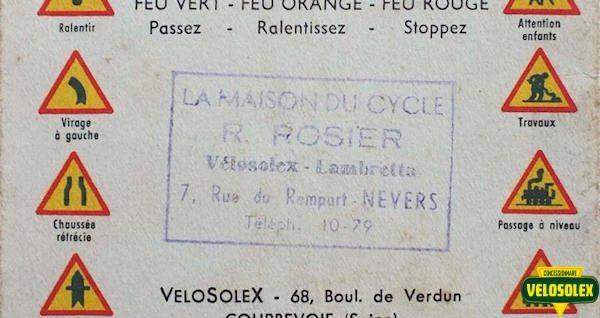 FEU VERT - FEU ORANGE - FEU ROUGE
Passez - Ralentissez - Stoppez
Ralentir
Attention
enfants
Virage
à gauche
Travaux
Chaussée
rétrécie
Passage à niveau
LA MAISON DU CYCLE
R. ROSIER
Vélosolex - Lambretta
7, Rue du Rempart - NEVERS
Téléph. 10-79
VELOSOLEX - 68, Boul. de Verdun
COURBEVOIE (Seine)
CONCESSIONNAIRE
VELOSOLEX